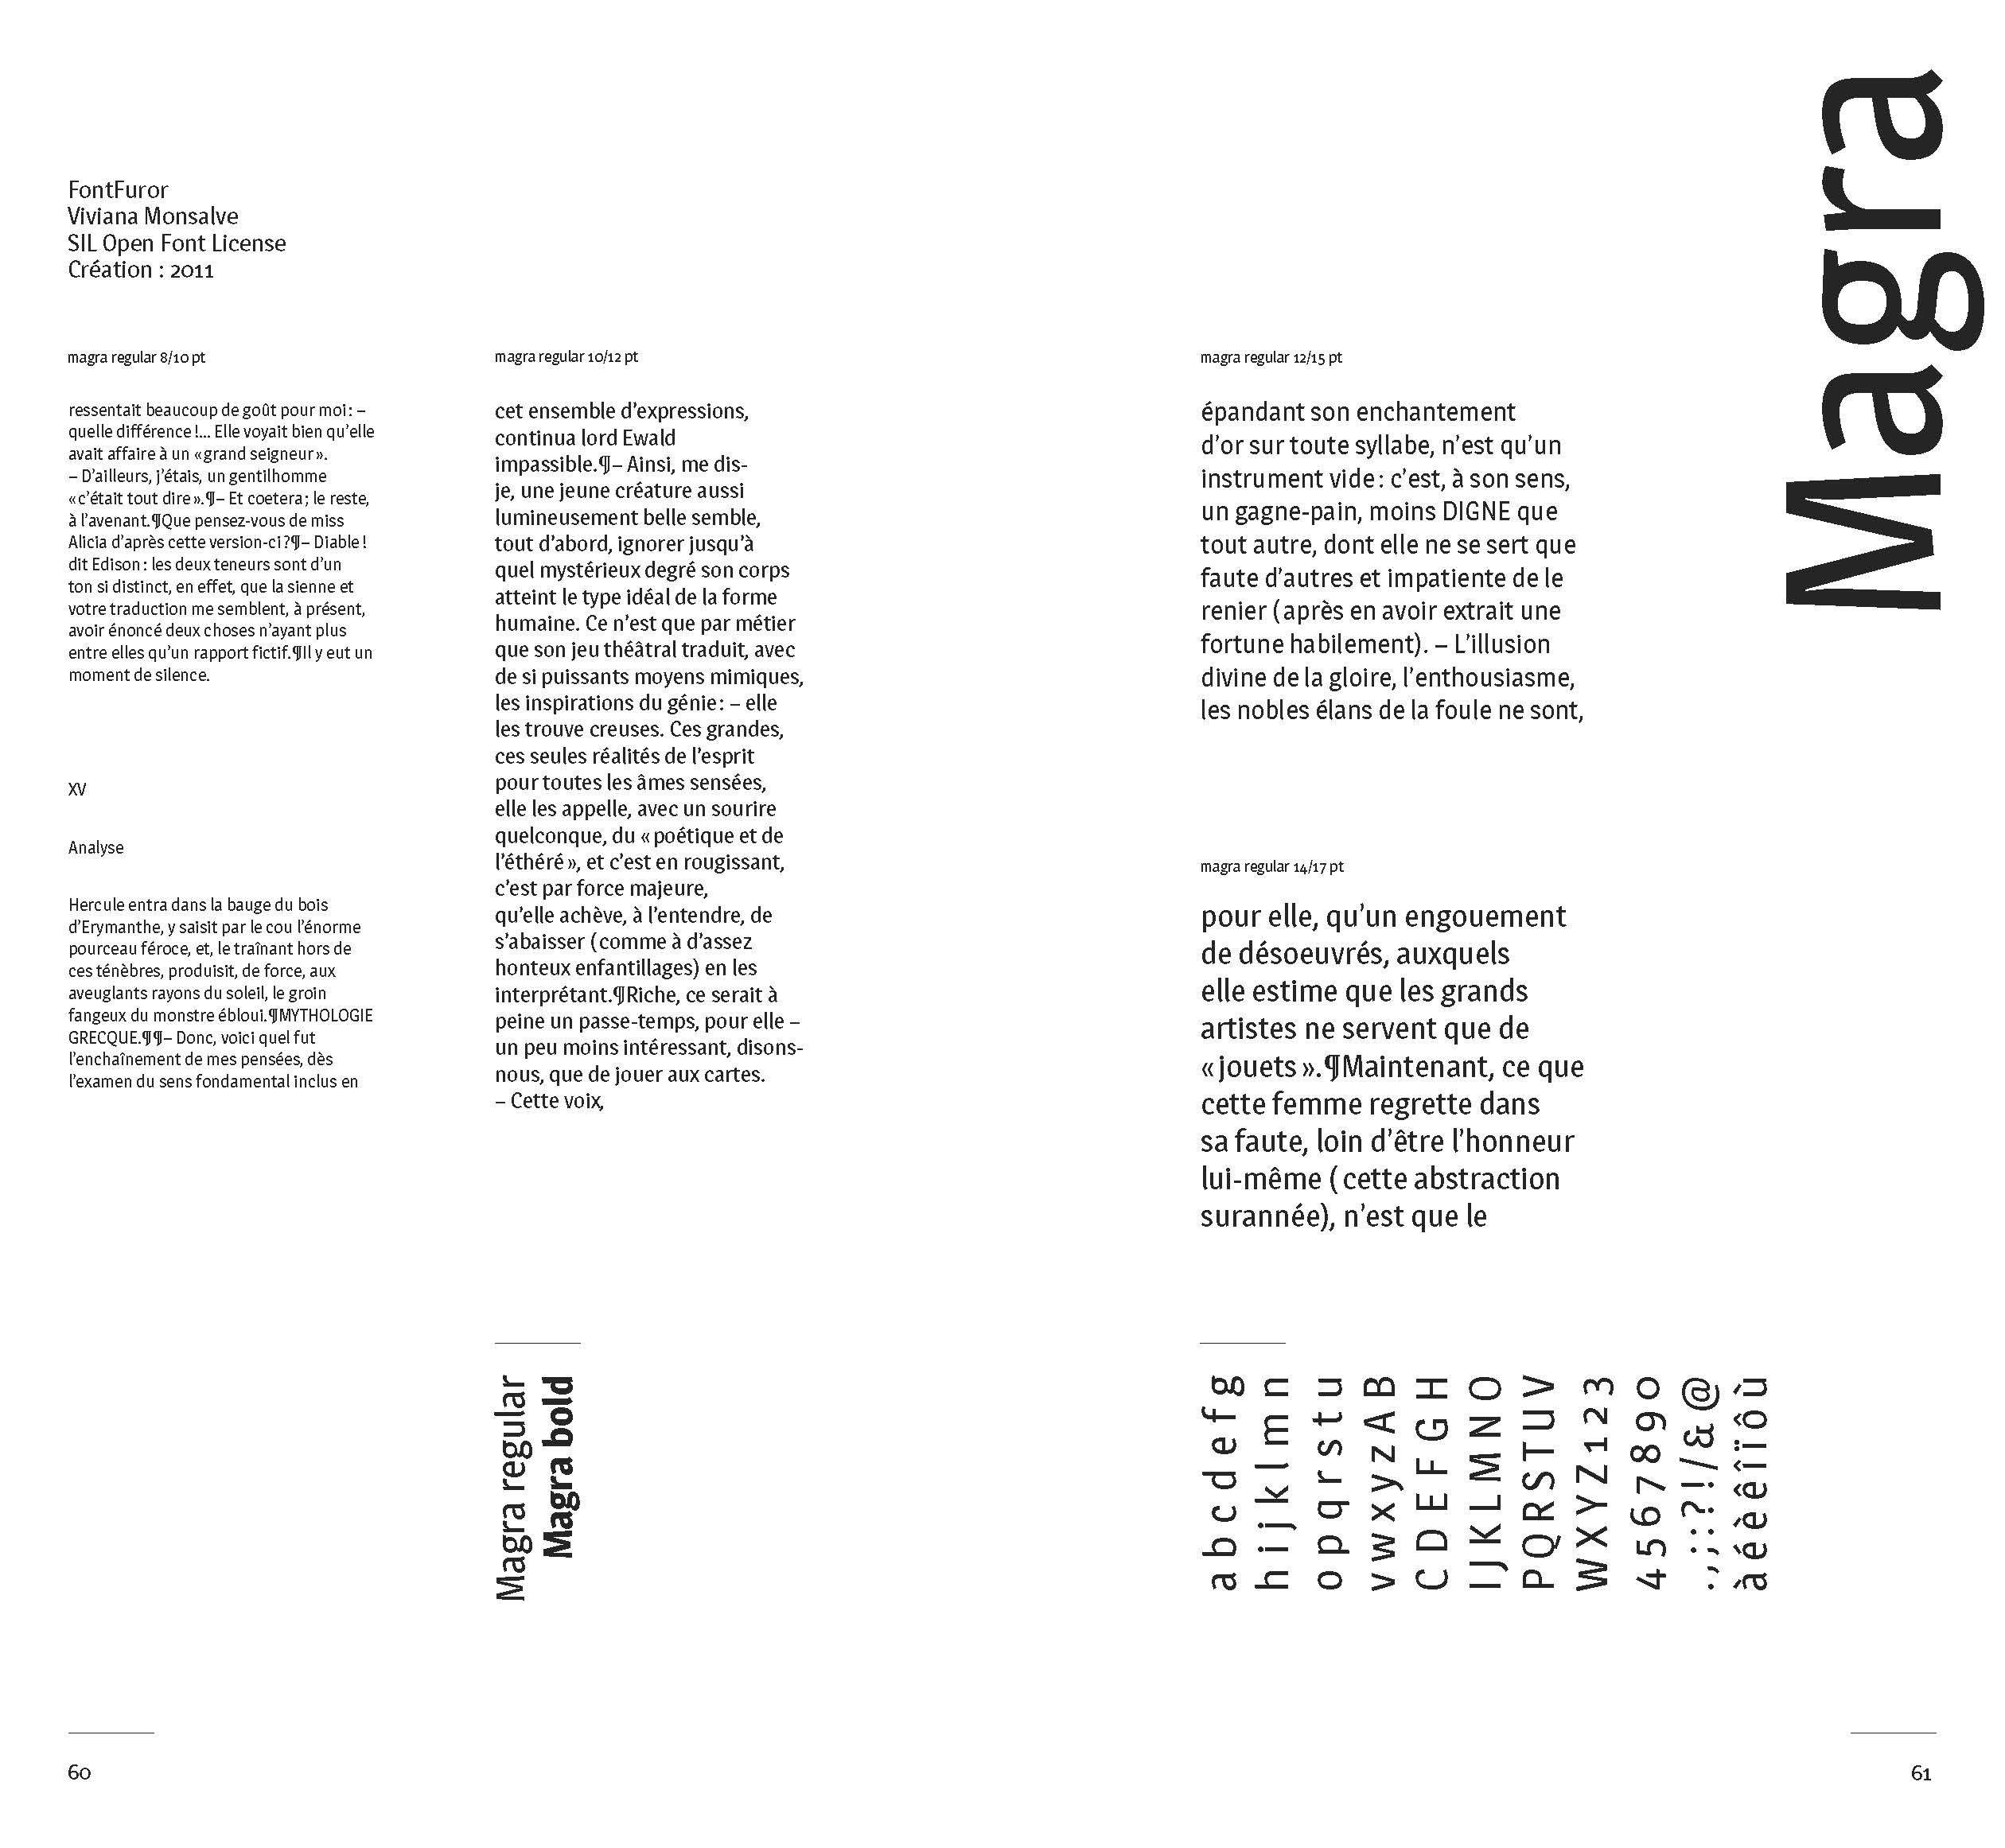 FontFuror
Viviana Monsalve
SIL Open Font License
Création : 2011
magra regular 8/10 pt
ressentait beaucoup de goût pour moi : –
quelle différence !... Elle voyait bien qu’elle
avait affaire à un « grand seigneur ».
– D’ailleurs, j’étais, un gentilhomme
« c’était tout dire ».¶– Et coetera ; le reste,
à l’avenant.¶Que pensez-vous de miss
Alicia d’après cette version-ci ?¶– Diable !
dit Edison : les deux teneurs sont d’un
ton si distinct, en effet, que la sienne et
votre traduction me semblent, à présent,
avoir énoncé deux choses n’ayant plus
entre elles qu’un rapport fictif.¶Il y eut un
moment de silence.
XV
Analyse
Hercule entra dans la bauge du bois
d’Erymanthe, y saisit par le cou l’énorme
pourceau féroce, et, le traînant hors de
ces ténèbres, produisit, de force, aux
aveuglants rayons du soleil, le groin
fangeux du monstre ébloui.¶MYTHOLOGIE
GRECQUE.¶¶– Donc, voici quel fut
l’enchaînement de mes pensées, dès
l’examen du sens fondamental inclus en
magra regular 10/12 pt
cet ensemble d’expressions,
continua lord Ewald
impassible.¶– Ainsi, me dis-
je, une jeune créature aussi
lumineusement belle semble,
tout d’abord, ignorer jusqu’à
quel mystérieux degré son corps
atteint le type idéal de la forme
humaine. Ce n’est que par métier
que son jeu théâtral traduit, avec
de si puissants moyens mimiques,
les inspirations du génie : – elle
les trouve creuses. Ces grandes,
ces seules réalités de l’esprit
pour toutes les âmes sensées,
elle les appelle, avec un sourire
quelconque, du « poétique et de
l’éthéré », et c’est en rougissant,
c’est par force majeure,
qu’elle achève, à l’entendre, de
s’abaisser (comme à d’assez
honteux enfantillages) en les
interprétant.¶Riche, ce serait à
peine un passe-temps, pour elle –
un peu moins intéressant, disons-
nous, que de jouer aux cartes.
– Cette voix,
Magra regular
Magra bold
60
Magra
magra regular 12/15 pt
épandant son enchantement
d’or sur toute syllabe, n’est qu’un
instrument vide : c’est, à son sens,
un gagne-pain, moins DIGNE que
tout autre, dont elle ne se sert que
faute d’autres et impatiente de le
renier (après en avoir extrait une
fortune habilement). – L’illusion
divine de la gloire, l’enthousiasme,
les nobles élans de la foule ne sont,
magra regular 14/17 pt
pour elle, qu’un engouement
de désoeuvrés, auxquels
elle estime que les grands
artistes ne servent que de
« jouets ».¶Maintenant, ce que
cette femme regrette dans
sa faute, loin d’être l’honneur
lui-même ( cette abstraction
surannée), n’est que le
a b c d e f g
h i j k l m n
o p q r s t u
v w x y z A B
C D E F G H
I J K L M N O
P Q R S T U V
W X Y Z 1 2 3
4 5 6 7 8 9 0
. , ; : ? ! / & @
à é è ê î ï ô ù
61